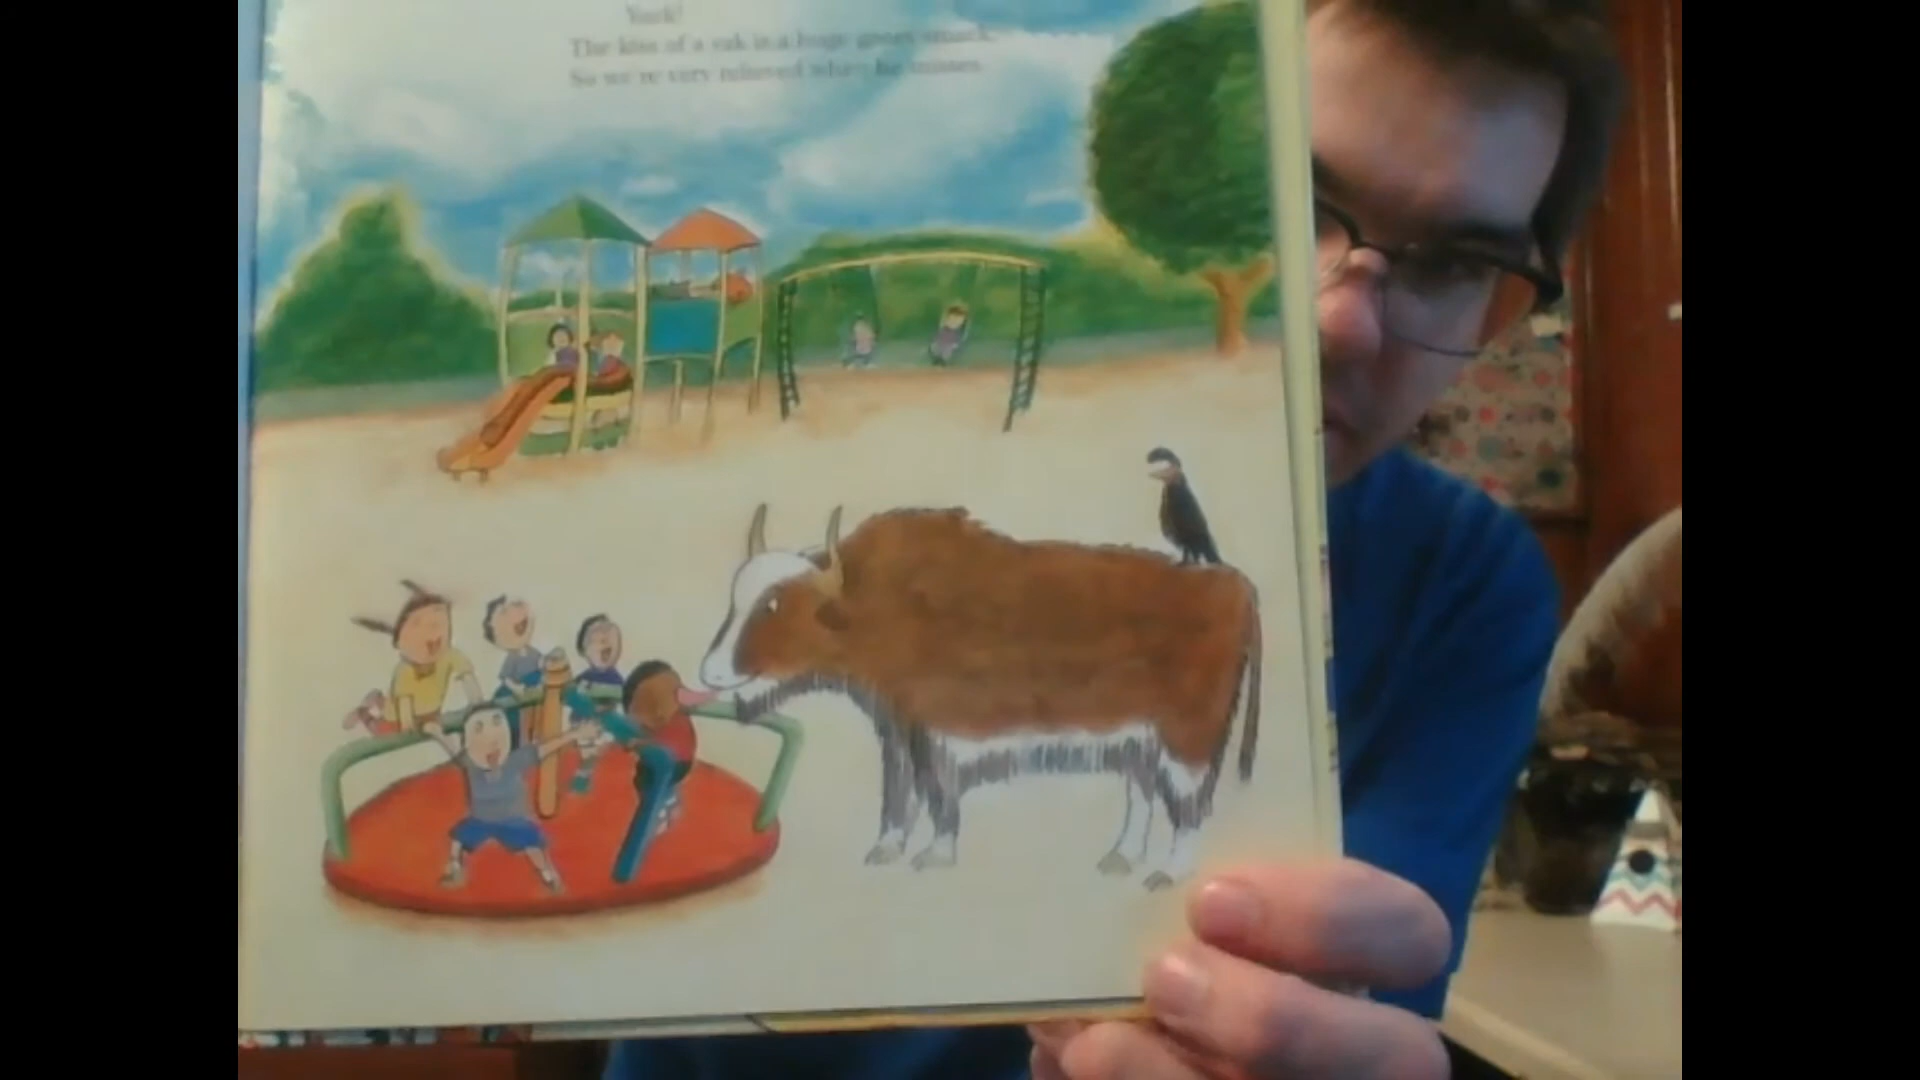 Yuck!
The kiss of a yak is a huge gooey smack.
So we're very relieved when he misses.